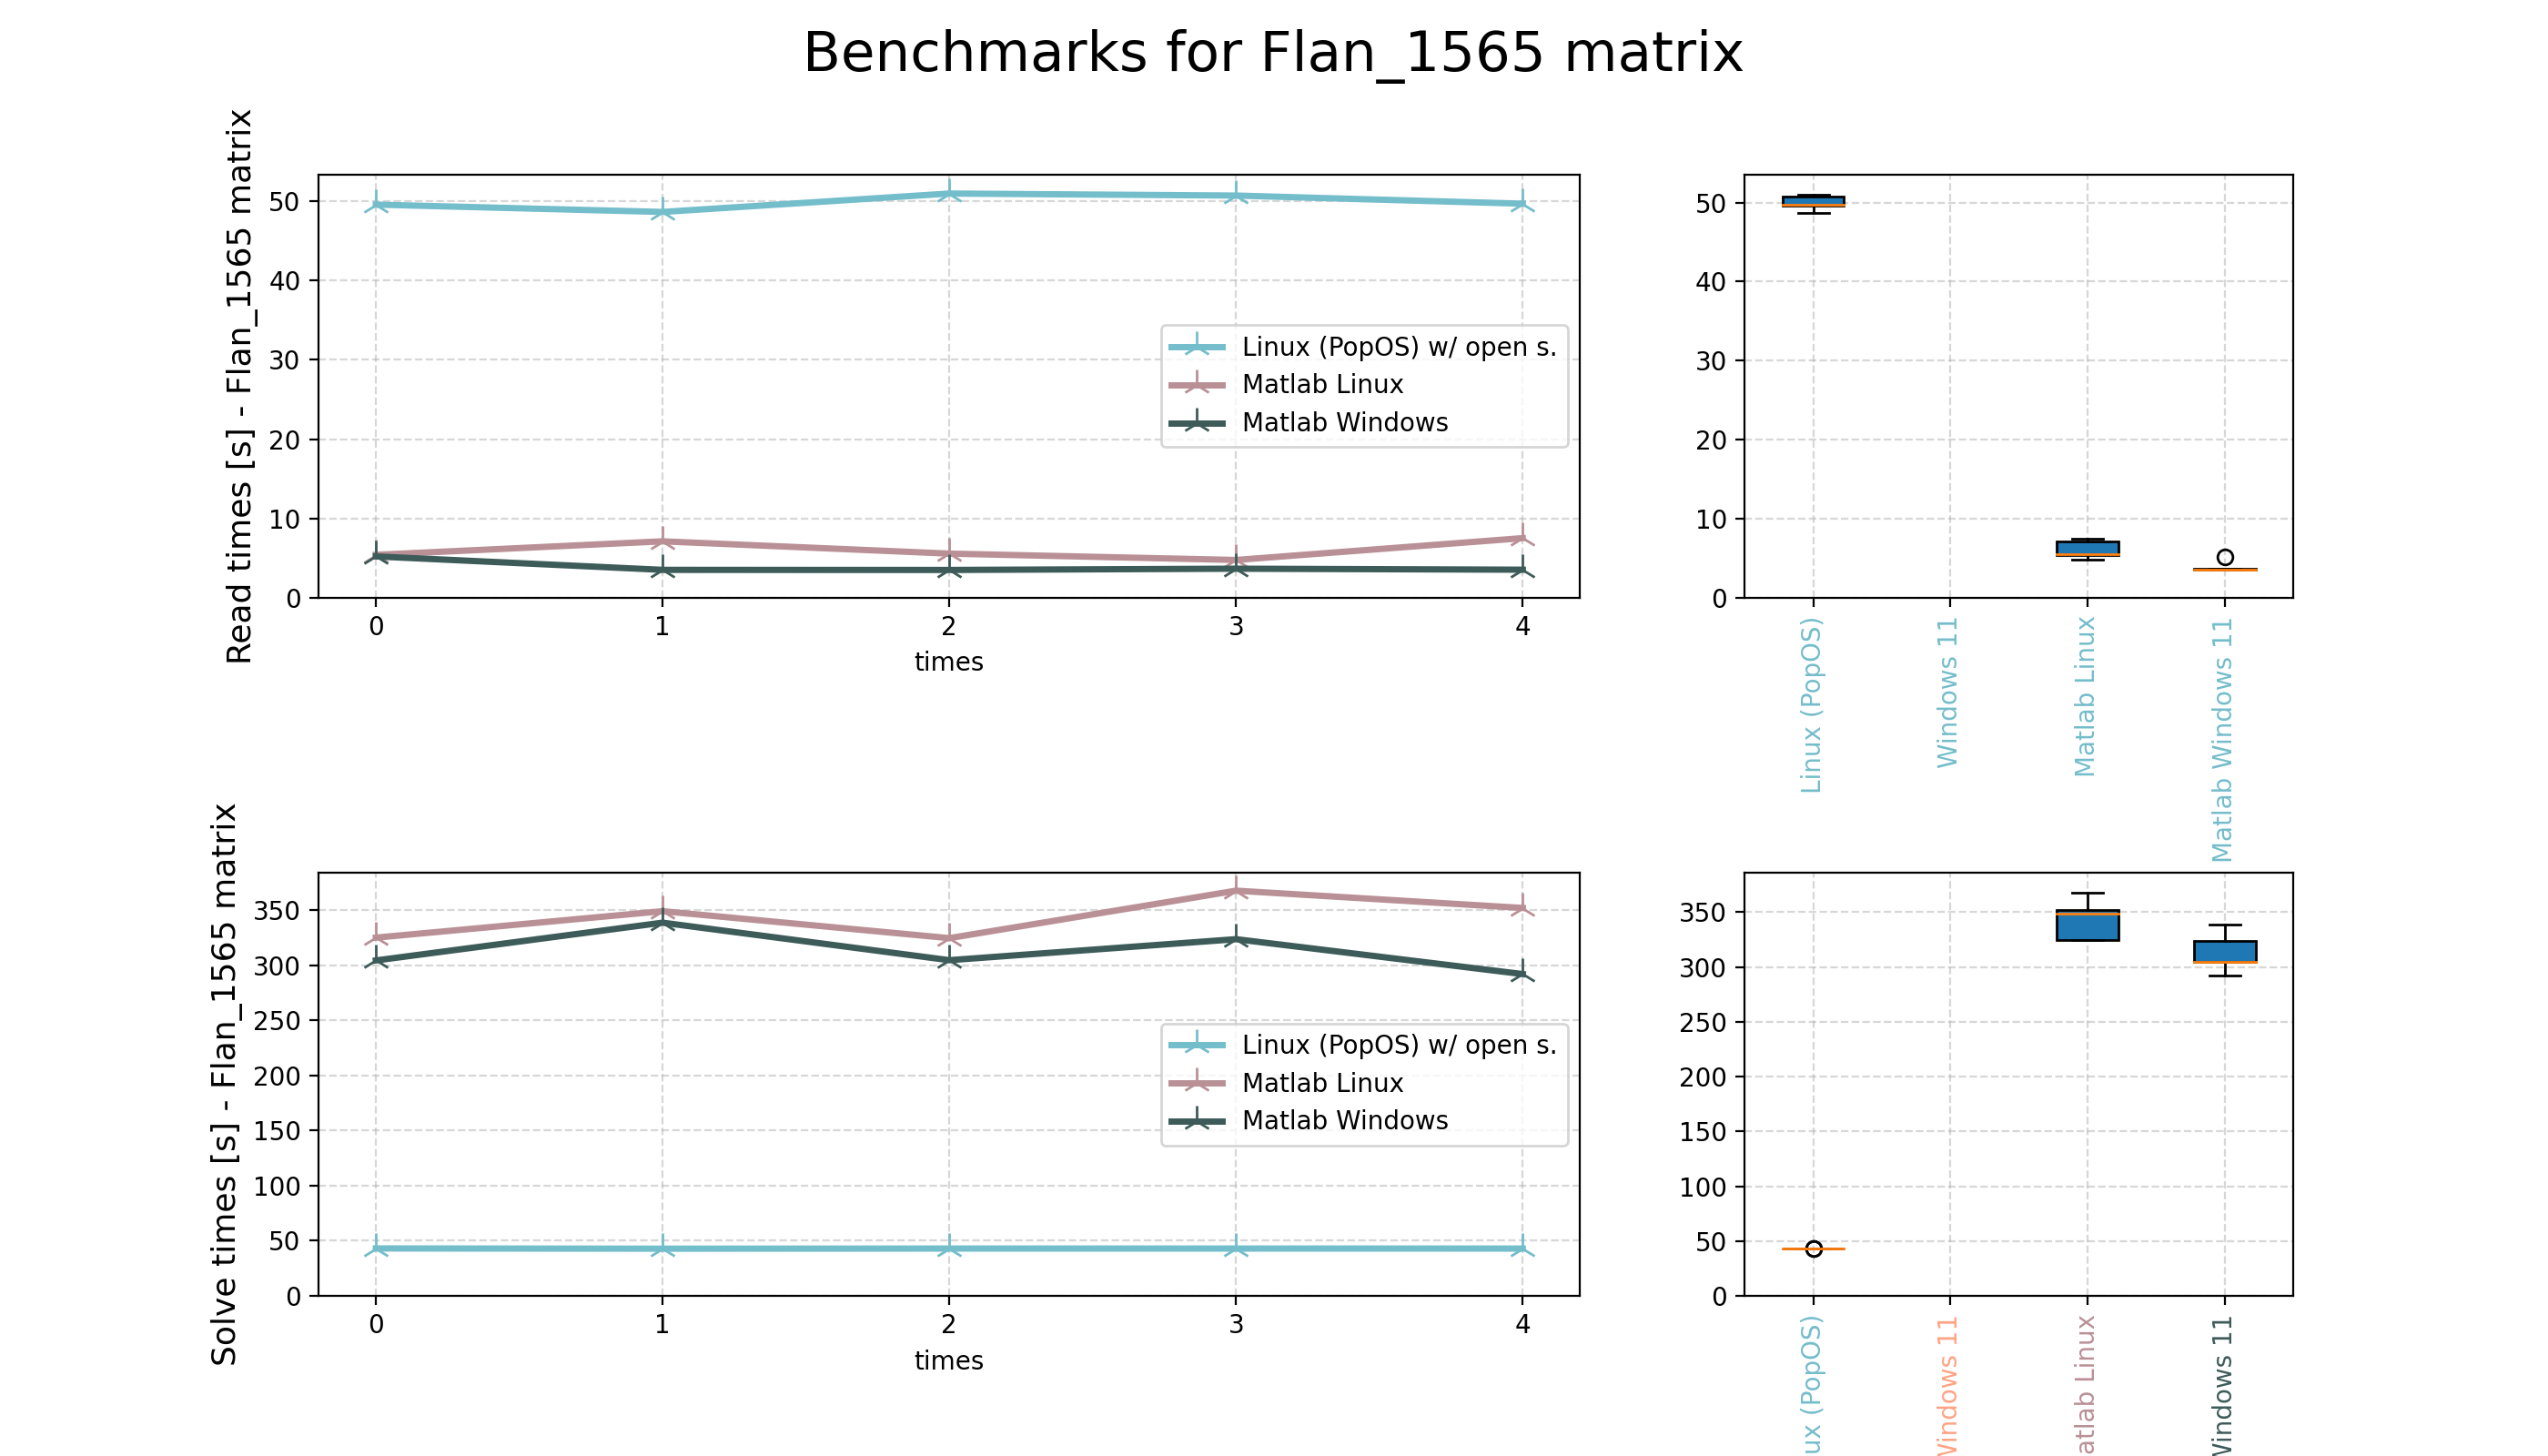 Benchmarks for Flan_1565 matrix
Read times [s] - Flan_1565 matrix
50
40
30
20
10
0
0 1 2 3 4
times
Linux (PopOS) w/ open s.
Matlab Linux
Matlab Windows
50
40
30
20
10
0
Linux (PopOS)
Windows 11
Matlab Linux
Matlab Windows 11
Solve times [s] - Flan_1565 matrix
350
300
250
200
150
100
50
0
0 1 2 3 4
times
Linux (PopOS) w/ open s.
Matlab Linux
Matlab Windows
350
300
250
200
150
100
50
0
ux (PopOS)
Windows 11
atlab Linux
Windows 11